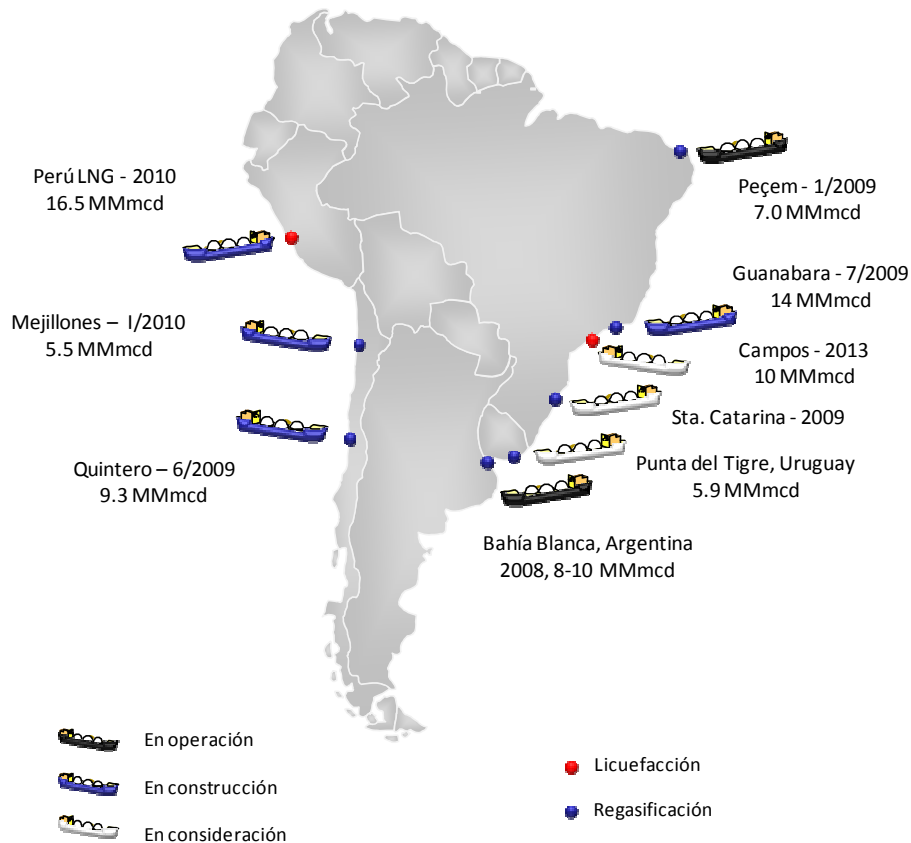 Perú LNG - 2010
16.5 MMmcd
Mejillones – I/2010
5.5 MMmcd
Quintero – 6/2009
9.3 MMmcd
Peçem - 1/2009
7.0 MMmcd
Guanabara - 7/2009
14 MMmcd
Campos - 2013
10 MMmcd
Sta. Catarina - 2009
Punta del Tigre, Uruguay
5.9 MMmcd
Bahía Blanca, Argentina
2008, 8-10 MMmcd
En operación
En construcción
En consideración
Licuefacción
Regasificación